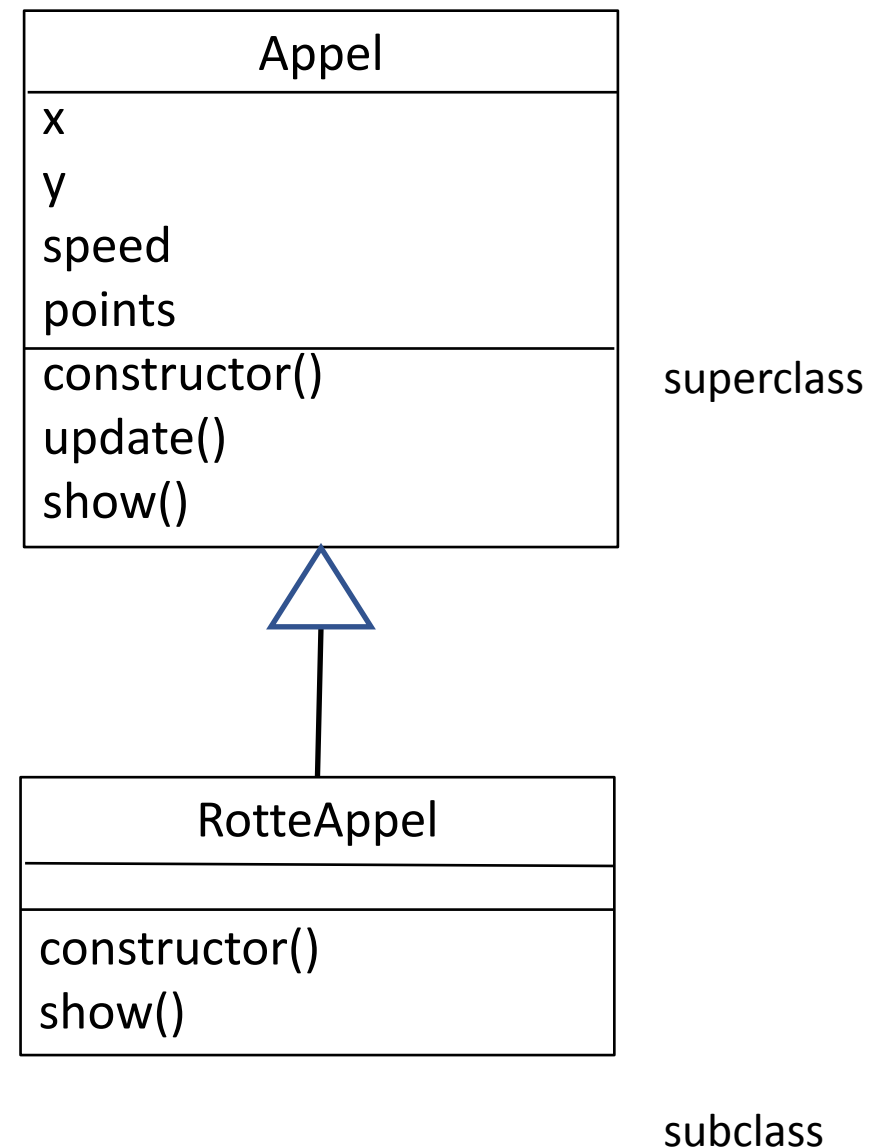 Appel
x
y
speed
points
constructor()
update()
show()
superclass
RotteAppel
constructor()
show()
subclass